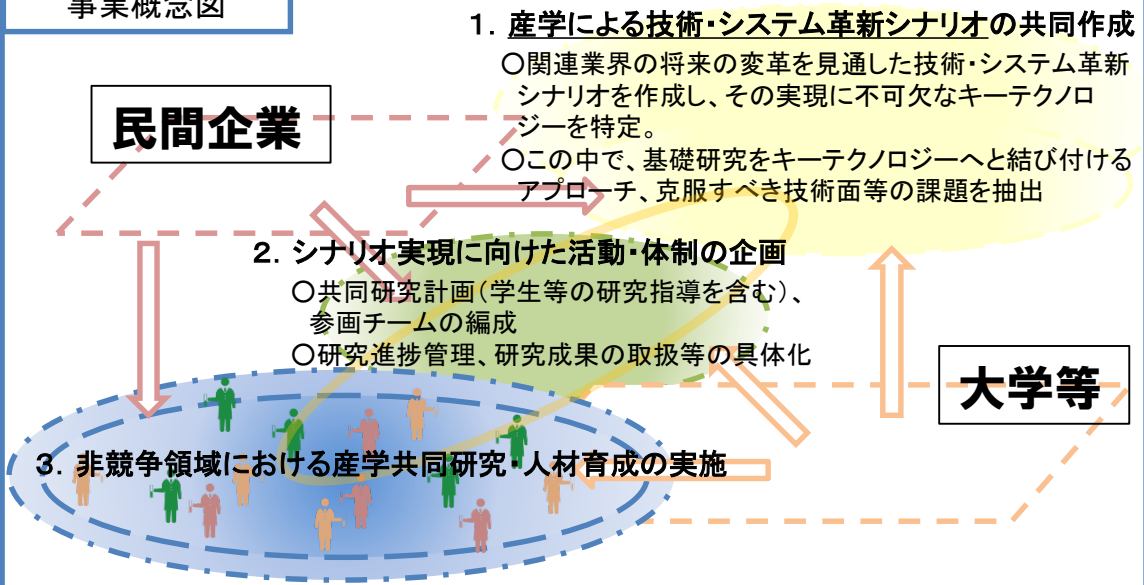 事業概念図
1．産学による技術・システム革新シナリオの共同作成
○関連業界の将来の変革を見通した技術・システム革新
シナリオを作成し、その実現に不可欠なキーテクノロ
ジーを特定。
○この中で、基礎研究をキーテクノロジーへと結び付ける
アプローチ、克服すべき技術面等の課題を抽出
民間企業
2．シナリオ実現に向けた活動・体制の企画
○共同研究計画（学生等の研究指導を含む）、
参画チームの編成
○研究進捗管理、研究成果の取扱等の具体化
大学等
3．非競争領域における産学共同研究・人材育成の実施